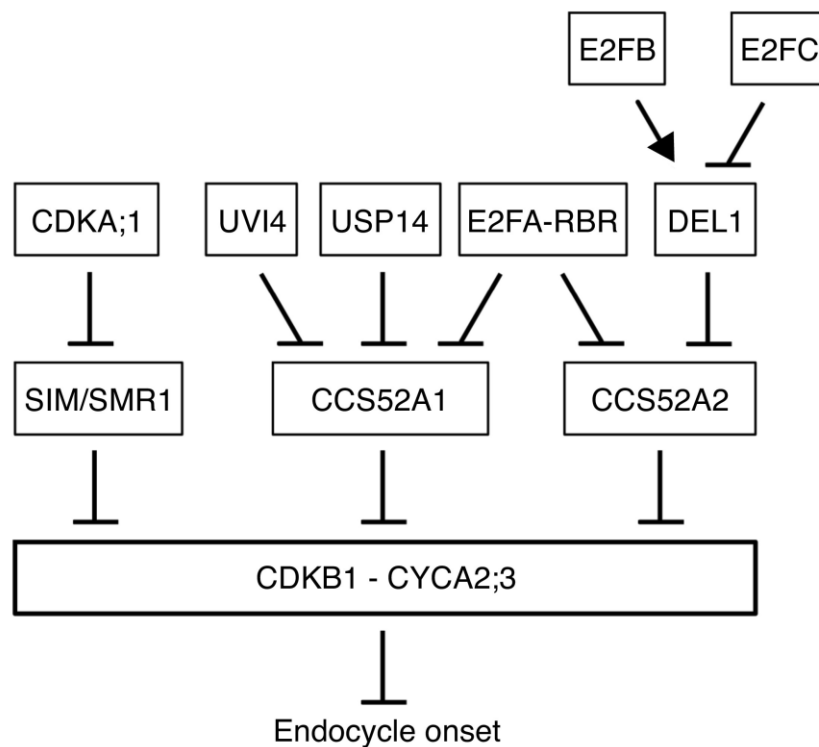 E2FB
E2FC
CDKA;1
UVI4
USP14
E2FA-RBR
DEL1
SIM/SMR1
CCS52A1
CCS52A2
CDKB1 - CYCA2;3
Endocycle onset